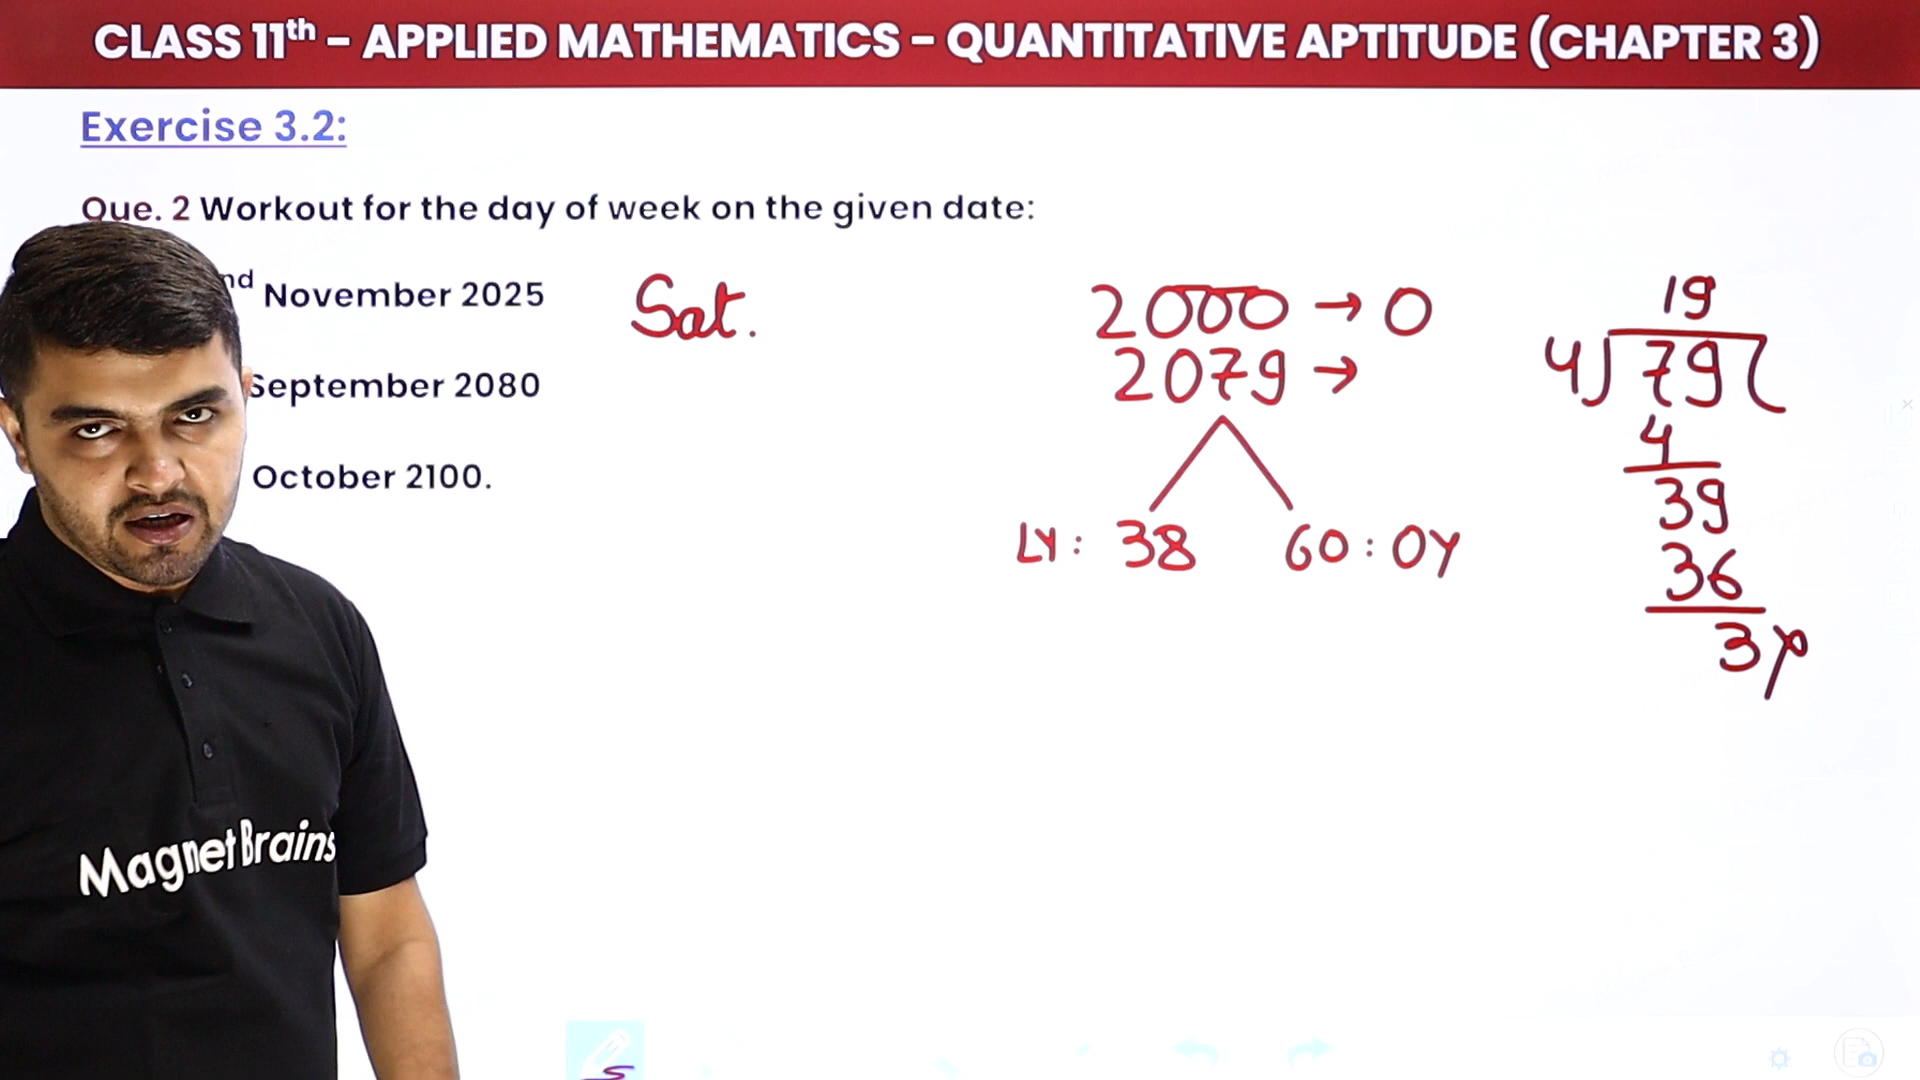 CLASS 11th - APPLIED MATHEMATICS - QUANTITATIVE APTITUDE (CHAPTER 3)
Exercise 3.2:
Que. 2 Workout for the day of week on the given date:
nd November 2025
Sat.
September 2080
October 2100.
2000 → 0
2079 →
LY: 38 60: OY
19
4) 79 (
4
39
36
3
Magnet Brains